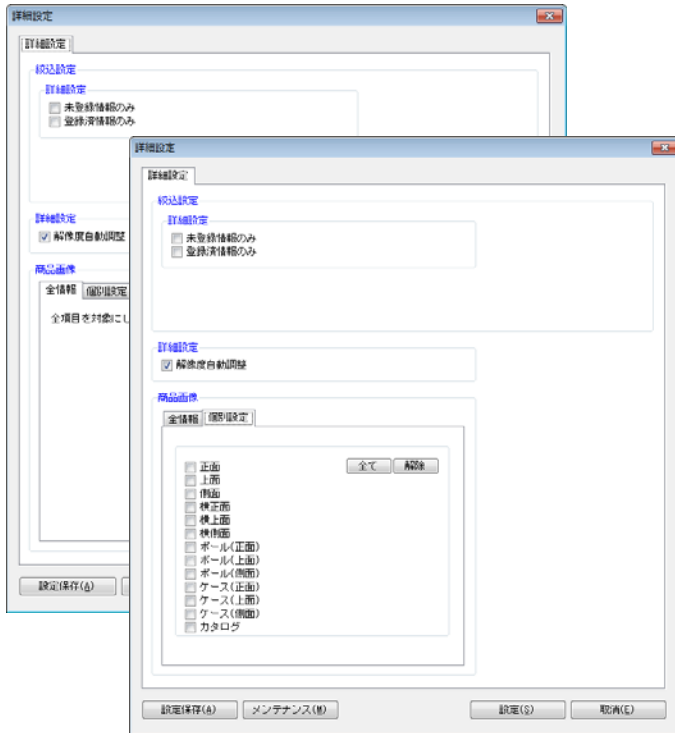 詳細設定
詳細設定
絞込設定
詳細設定
未登録情報のみ
登録済情報のみ
詳細設定
解像度自動調整
商品画像
全情報 個別設定
全項目を対象にし
設定保存(A)
詳細設定
詳細設定
絞込設定
詳細設定
未登録情報のみ
登録済情報のみ
詳細設定
解像度自動調整
商品画像
全情報 個別設定
全て 解除
正面
上面
側面
検正面
検上面
検側面
ボール(正面)
ボール(上面)
ボール(側面)
ケース(正面)
ケース(上面)
ケース(側面)
カタログ
設定保存(A) メンテナンス(M) 設定(S) 取消(E)